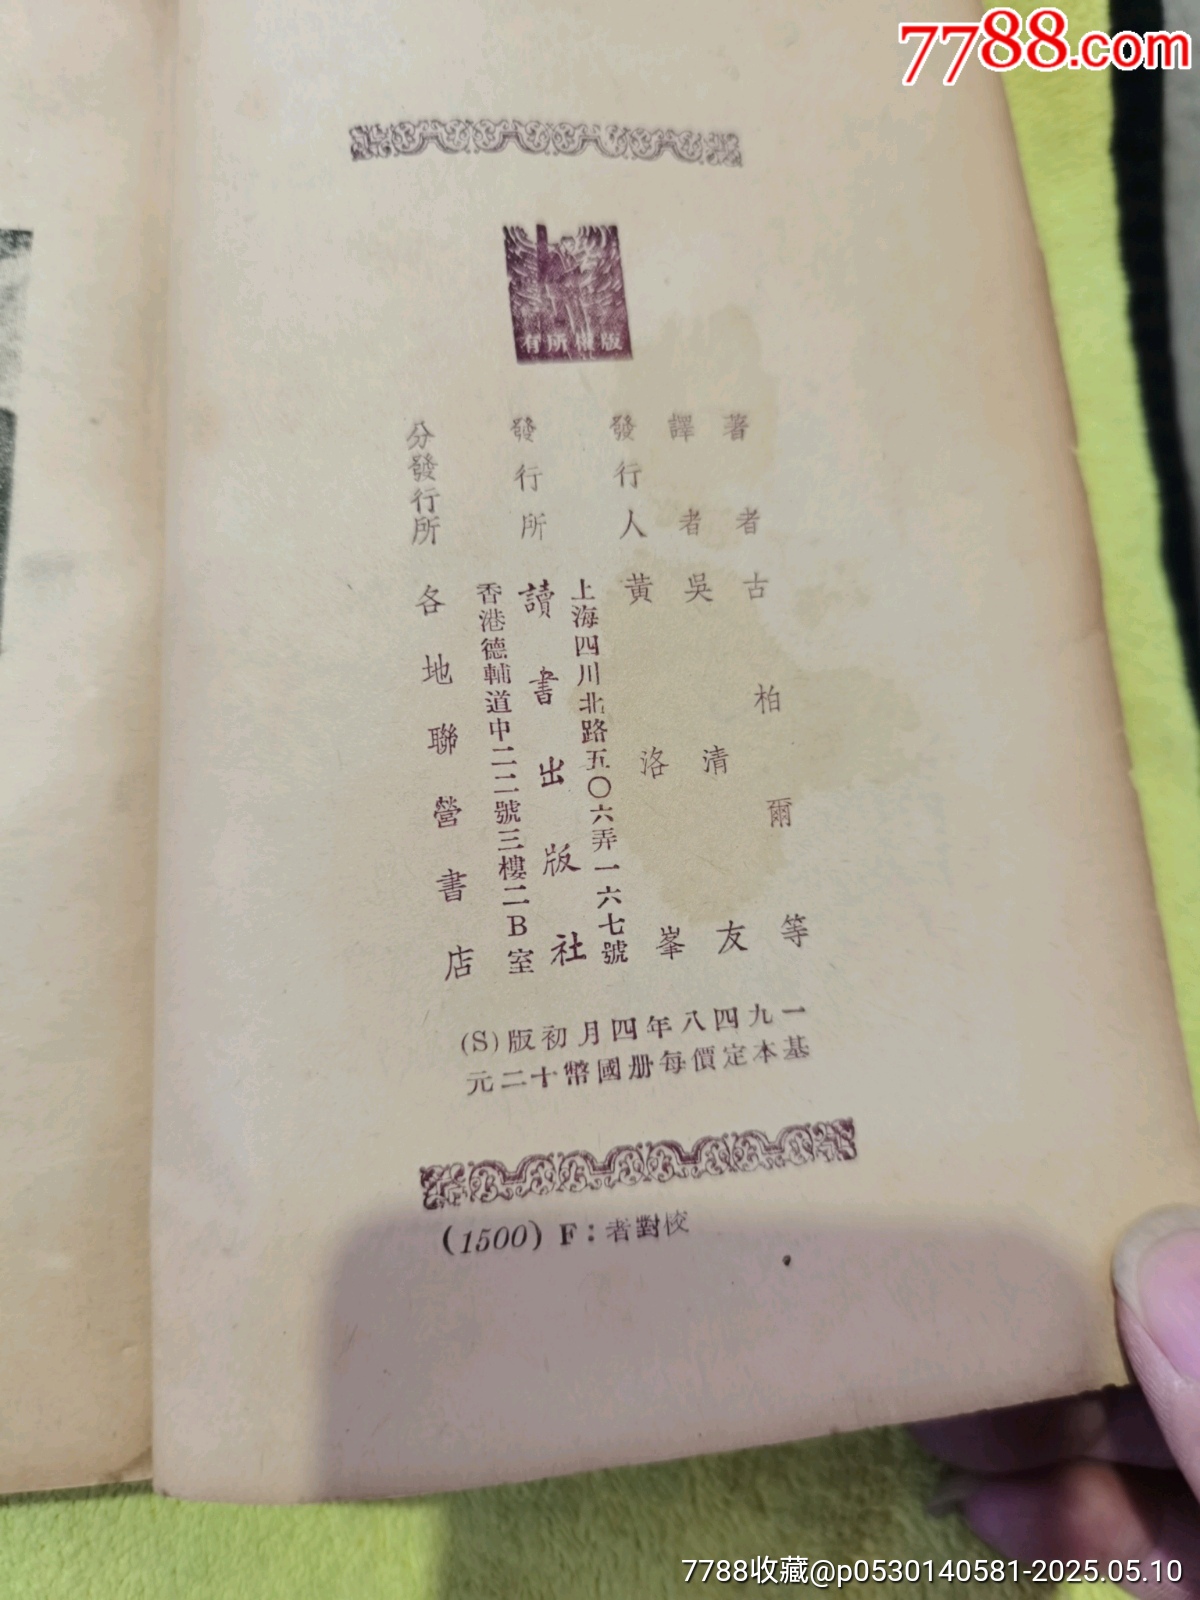 7788.com
有所權版
著者 古柏爾等
譯者 吳清友
發行人 黃洛峯
上海四川北路五〇六弄一六七號
發行所 讀書出版社
香港德輔道中二二號三樓二B室
分發行所 各地聯營書店
(S)版初月四年八四九一
元二十幣國册每價定本基
(1500) F:者對校
7788收藏@p0530140581-2025.05.10